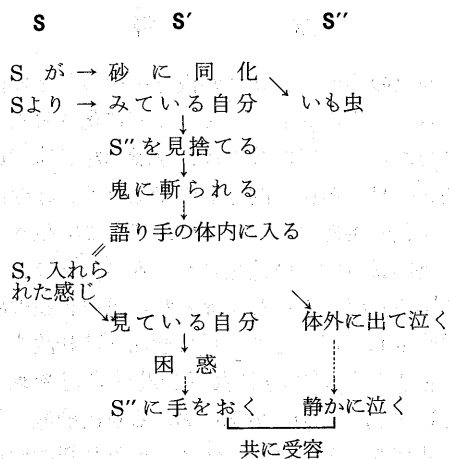 S S′ S″
S が → 砂 に 同 化
Sより → みている自分 いも虫
S″を見捨てる
鬼に斬られる
語り手の体内に入る
S，入れら
れた感じ
見ている自分 体外に出て泣く
困 惑
S″に手をおく 静かに泣く
共に受容